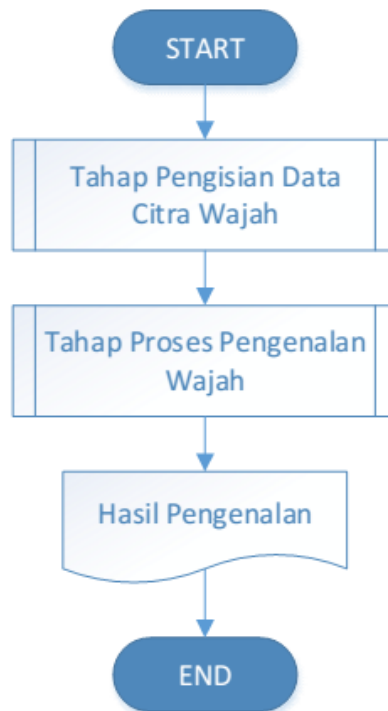 START
Tahap Pengisian Data
Citra Wajah
Tahap Proses Pengenalan
Wajah
Hasil Pengenalan
END